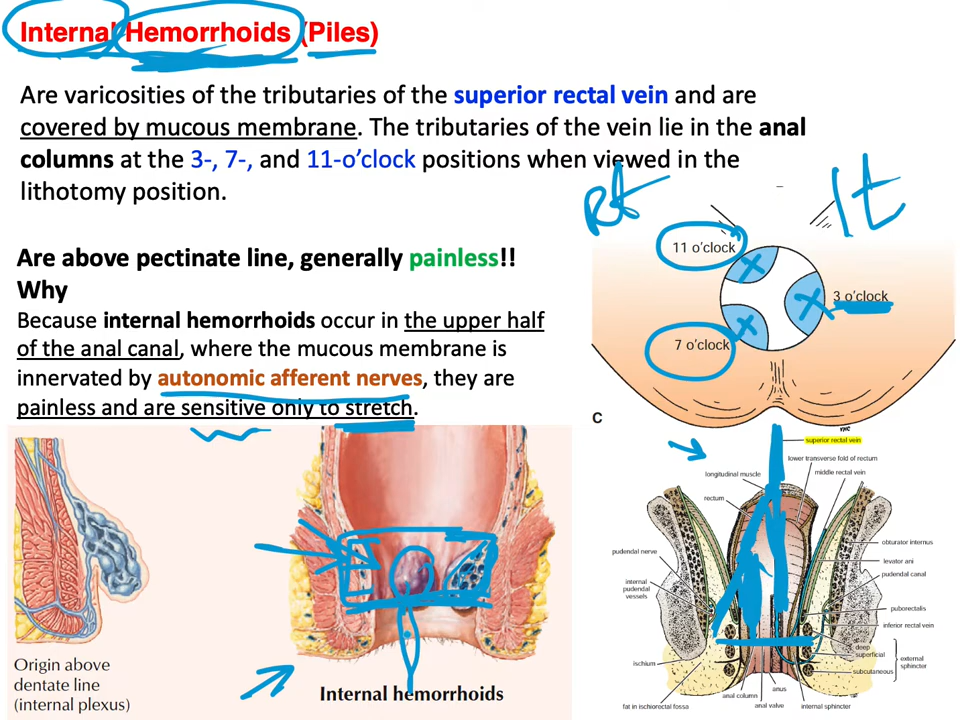 Internal Hemorrhoids (Piles)
Are varicosities of the tributaries of the superior rectal vein and are
covered by mucous membrane. The tributaries of the vein lie in the anal
columns at the 3-, 7-, and 11-o'clock positions when viewed in the
lithotomy position.
Rt
lt
11 o'clock
3 o'clock
7 o'clock
C
Are above pectinate line, generally painless!!
Why
Because internal hemorrhoids occur in the upper half
of the anal canal, where the mucous membrane is
innervated by autonomic afferent nerves, they are
painless and are sensitive only to stretch.
Origin above
dentate line
(internal plexus)
Internal hemorrhoids
superior rectal vein
lower transverse fold of rectum
longitudinal muscle
middle rectal vein
rectum
obturator internus
pudendal nerve
levator ani
pudendal canal
internal
pudendal
vessels
puborectalis
inferior rectal vein
deep
superficial
external
sphincter
subcutaneous
ischium
anus
anal column
anal valve
internal sphincter
fat in ischiorectal fossa